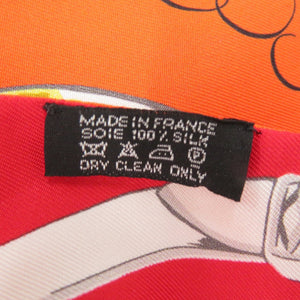 MADE IN FRANCE
SOIE 100% SILK
DRY CLEAN ONLY